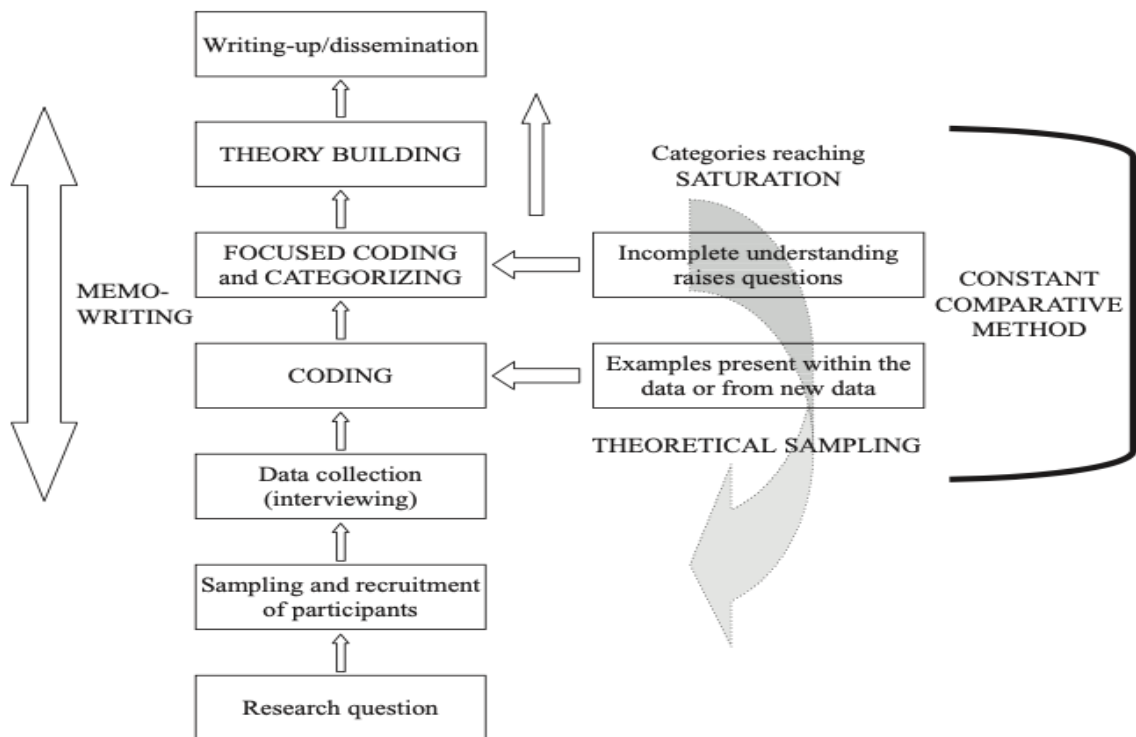 Writing-up/dissemination
THEORY BUILDING
Categories reaching
SATURATION
FOCUSED CODING
and CATEGORIZING
Incomplete understanding
raises questions
MEMO-
WRITING
CONSTANT
COMPARATIVE
METHOD
CODING
Examples present within the
data or from new data
THEORETICAL SAMPLING
Data collection
(interviewing)
Sampling and recruitment
of participants
Research question